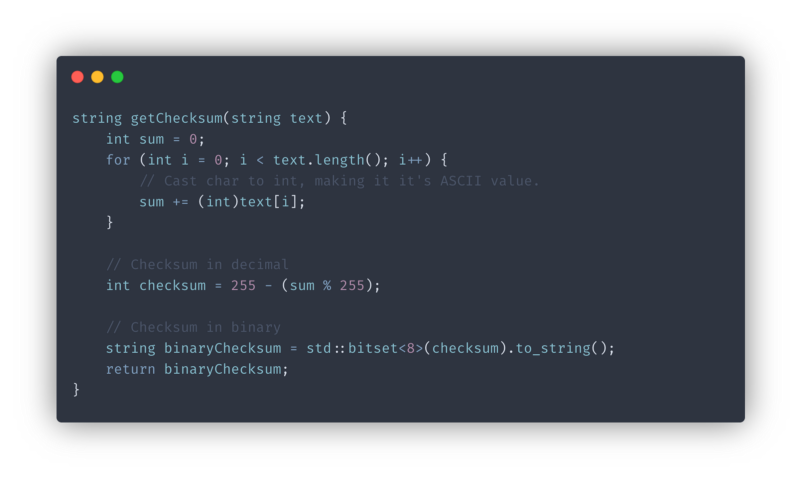 string getChecksum(string text) {
    int sum = 0;
    for (int i = 0; i < text.length(); i++) {
        // Cast char to int, making it it's ASCII value.
        sum += (int)text[i];
    }

    // Checksum in decimal
    int checksum = 255 - (sum % 255);

    // Checksum in binary
    string binaryChecksum = std::bitset<8>(checksum).to_string();
    return binaryChecksum;
}